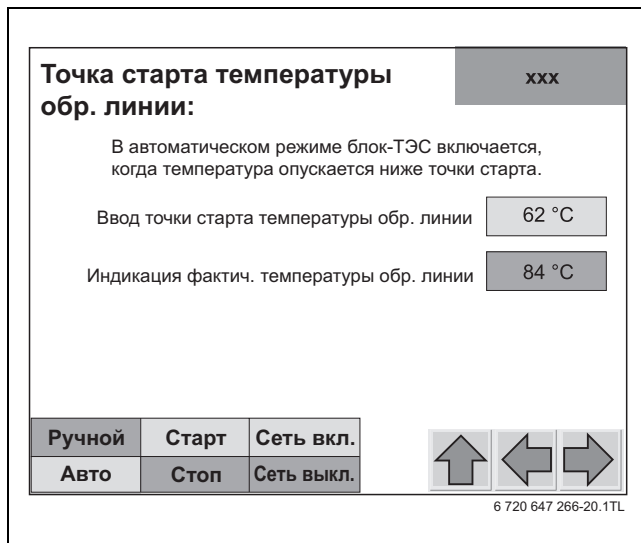 Точка старта температуры
обр. линии:
xxx
В автоматическом режиме блок-ТЭС включается,
когда температура опускается ниже точки старта.
Ввод точки старта температуры обр. линии
62 °C
Индикация фактич. температуры обр. линии
84 °C
Ручной Старт Сеть вкл.
Авто Стоп Сеть выкл.
6 720 647 266-20.1TL